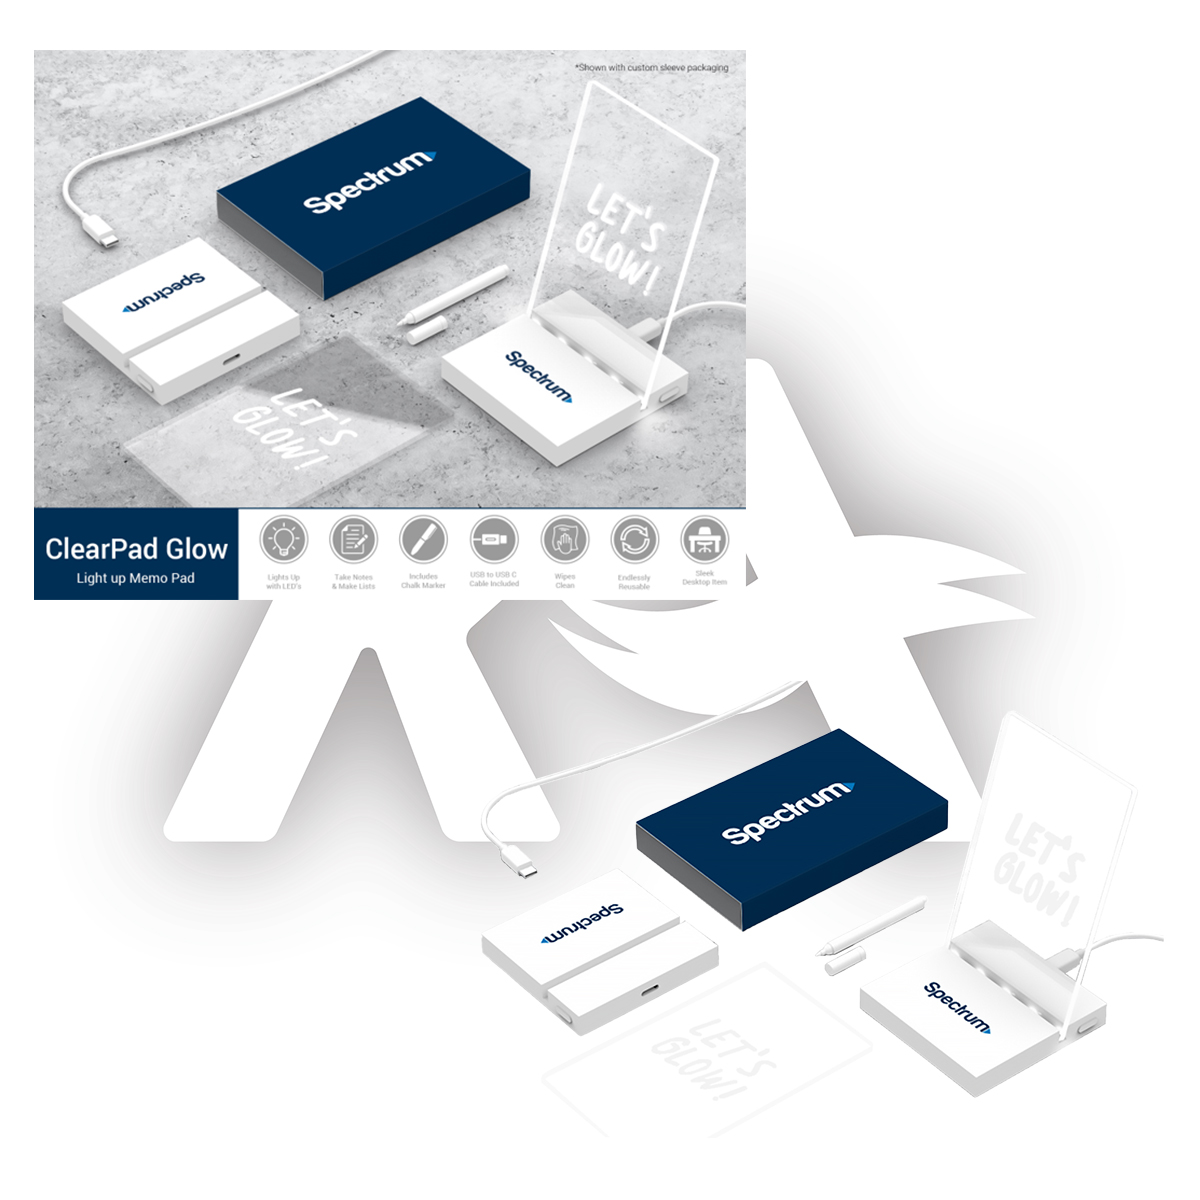 *Shown with custom sleeve packaging
Spectrum
LET'S
GLOW!
Spectrum
Spectrum
LET'S
GLOW!
ClearPad Glow
Light up Memo Pad
Lights Up
with LED's
Take Notes
& Make Lists
Includes
Chalk Marker
USB to USB C
Cable Included
Wipes
Clean
Endlessly
Reusable
Sleek
Desktop Item
Spectrum
LET'S
GLOW!
Spectrum
Spectrum
LET'S
GLOW!